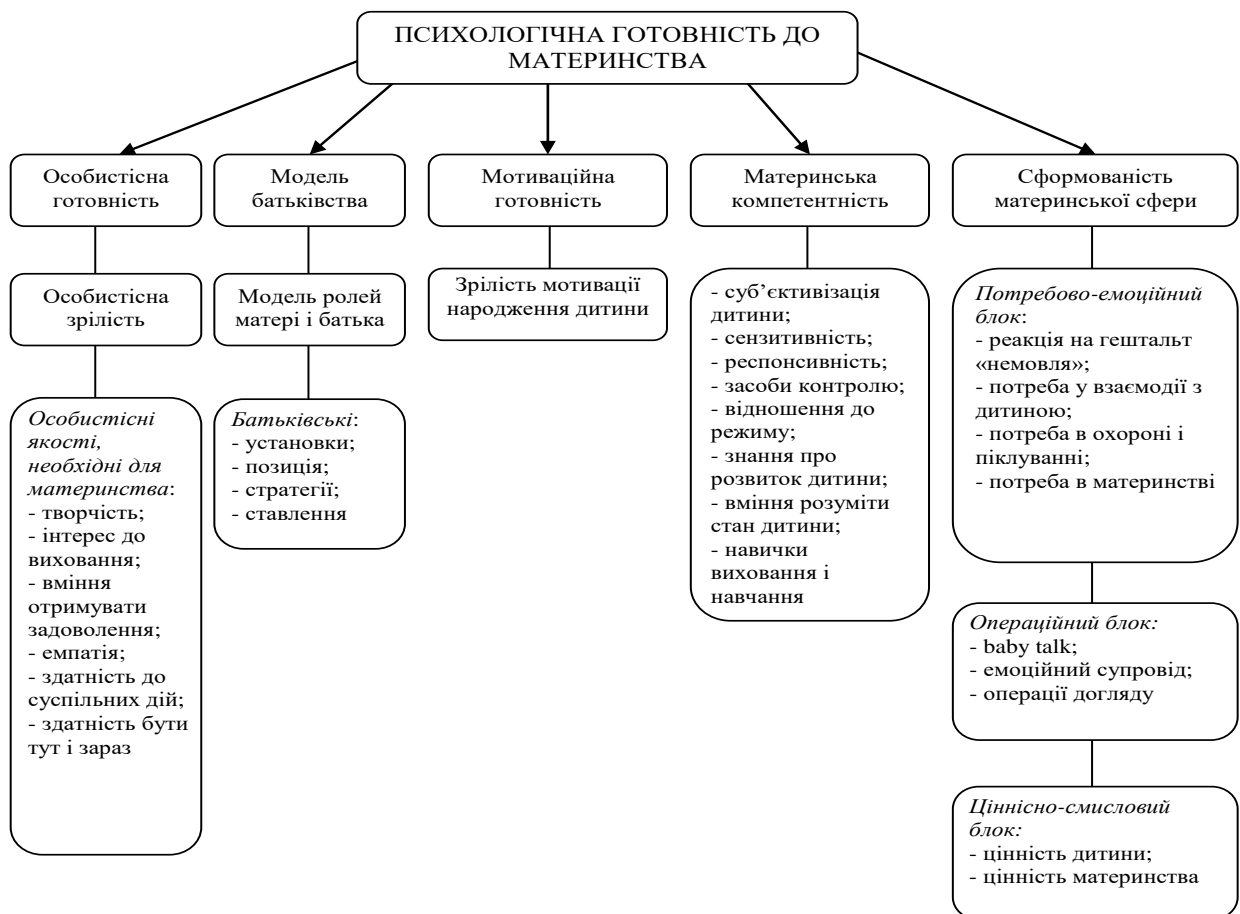 ПСИХОЛОГІЧНА ГОТОВНІСТЬ ДО
МАТЕРИНСТВА
Особистісна
готовність
Модель
батьківства
Мотиваційна
готовність
Материнська
компетентність
Сформованість
материнської сфери
Особистісна
зрілість
Модель ролей
матері і батька
Зрілість мотивації
народження дитини
- суб’єктивізація
дитини;
- сензитивність;
- респонсивність;
- засоби контролю;
- відношення до
режиму;
- знання про
розвиток дитини;
- вміння розуміти
стан дитини;
- навички
виховання і
навчання
Потребово-емоційний
блок:
- реакція на гештальт
«немовля»;
- потреба у взаємодії з
дитиною;
- потреба в охороні і
піклуванні;
- потреба в материнстві
Особистісні
якості,
необхідні для
материнства:
- творчість;
- інтерес до
виховання;
- вміння
отримувати
задоволення;
- емпатія;
- здатність до
суспільних дій;
- здатність бути
тут і зараз
Батьківські:
- установки;
- позиція;
- стратегії;
- ставлення
Операційний блок:
- baby talk;
- емоційний супровід;
- операції догляду
Ціннісно-смисловий
блок:
- цінність дитини;
- цінність материнства